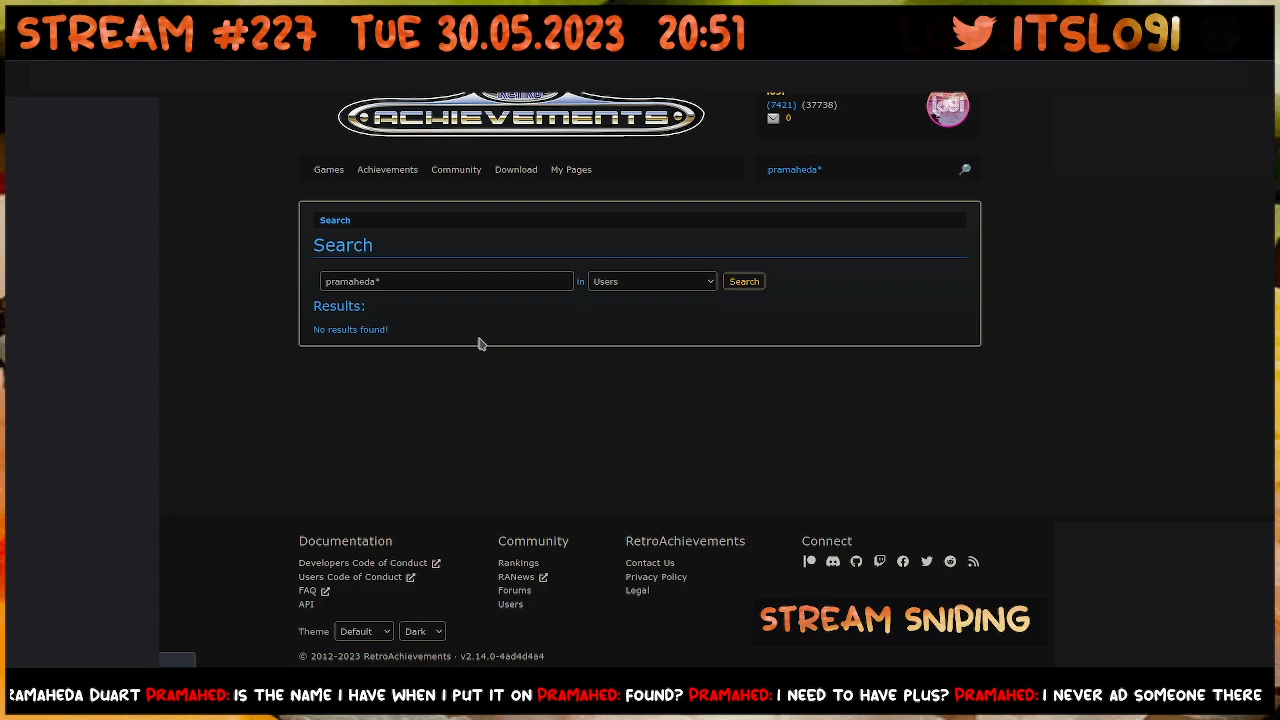 STREAM #227 TUE 30.05.2023 20:51 ITSLO9I
RETRO
ACHIEVEMENTS
lo9i
(7421) (37738)
0
lo9i
Games Achievements Community Download My Pages pramaheda*
Search
Search
pramaheda* in Users Search
Results:
No results found!
Documentation Community RetroAchievements Connect
Developers Code of Conduct Rankings Contact Us
Users Code of Conduct RANews Privacy Policy
FAQ Forums Legal
API Users
STREAM SNIPING
Theme Default Dark
© 2012-2023 RetroAchievements · v2.14.0-4ad4d4a4
RAMAHEDA DUART PRAMAHED: IS THE NAME I HAVE WHEN I PUT IT ON PRAMAHED: FOUND? PRAMAHED: I NEED TO HAVE PLUS? PRAMAHED: I NEVER AD SOMEONE THERE